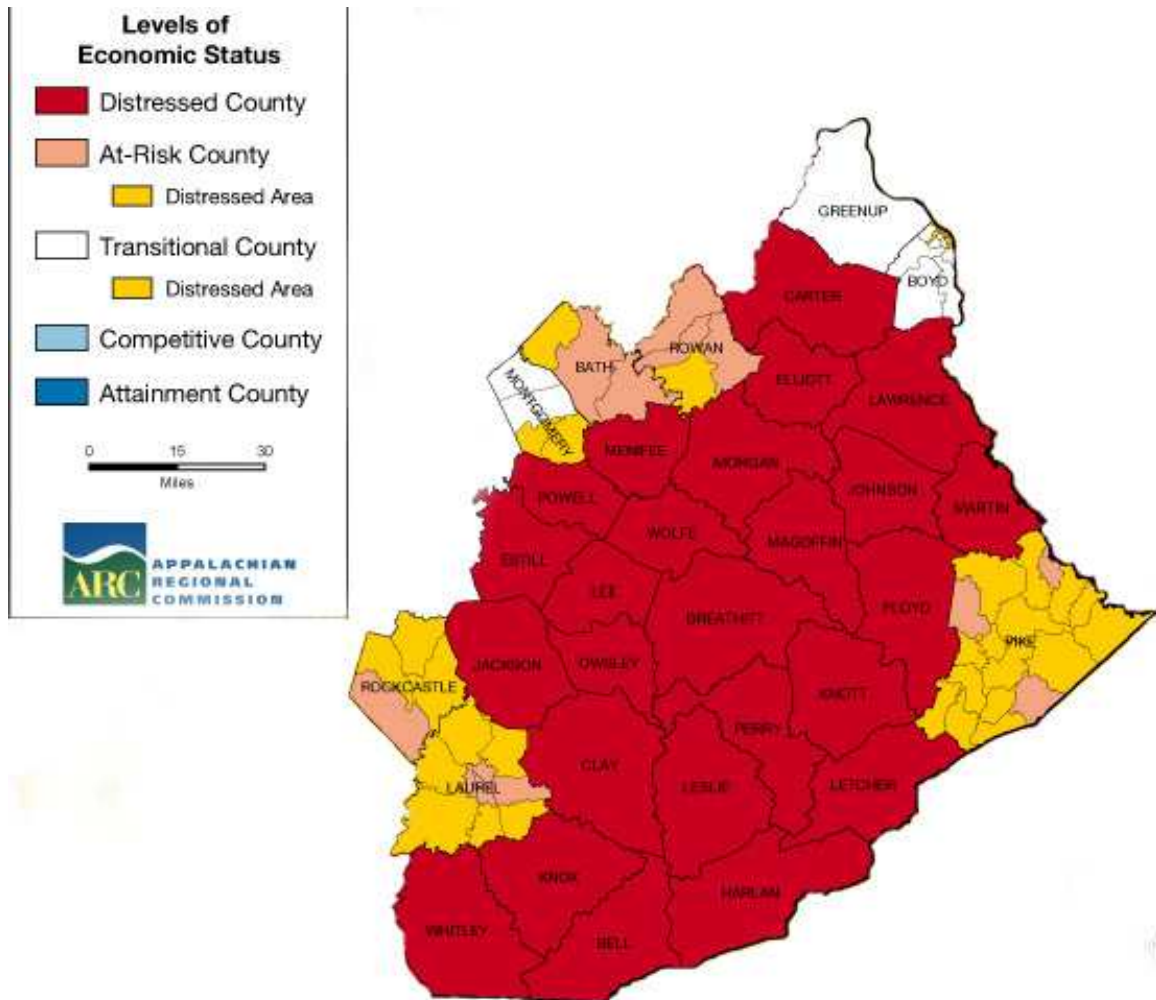 Levels of
Economic Status
Distressed County
At-Risk County
Distressed Area
Transitional County
Distressed Area
Competitive County
Attainment County
0 15 30
Miles
ARC
APPALACHIAN
REGIONAL
COMMISSION
GREENUP
BOYD
CARTER
ROWAN
BATH
ELLIOTT
MONTGOMERY
LAWRENCE
MENIFEE
MORGAN
JOHNSON
POWELL
MARTIN
WOLFE
MAGOFFIN
ESTILL
LEE
FLOYD
BREATHITT
PIKE
JACKSON
OWSLEY
ROCKCASTLE
KNOTT
PERRY
CLAY
LAUREL
LESLIE
LETCHER
KNOX
HARLAN
WHITLEY
BELL